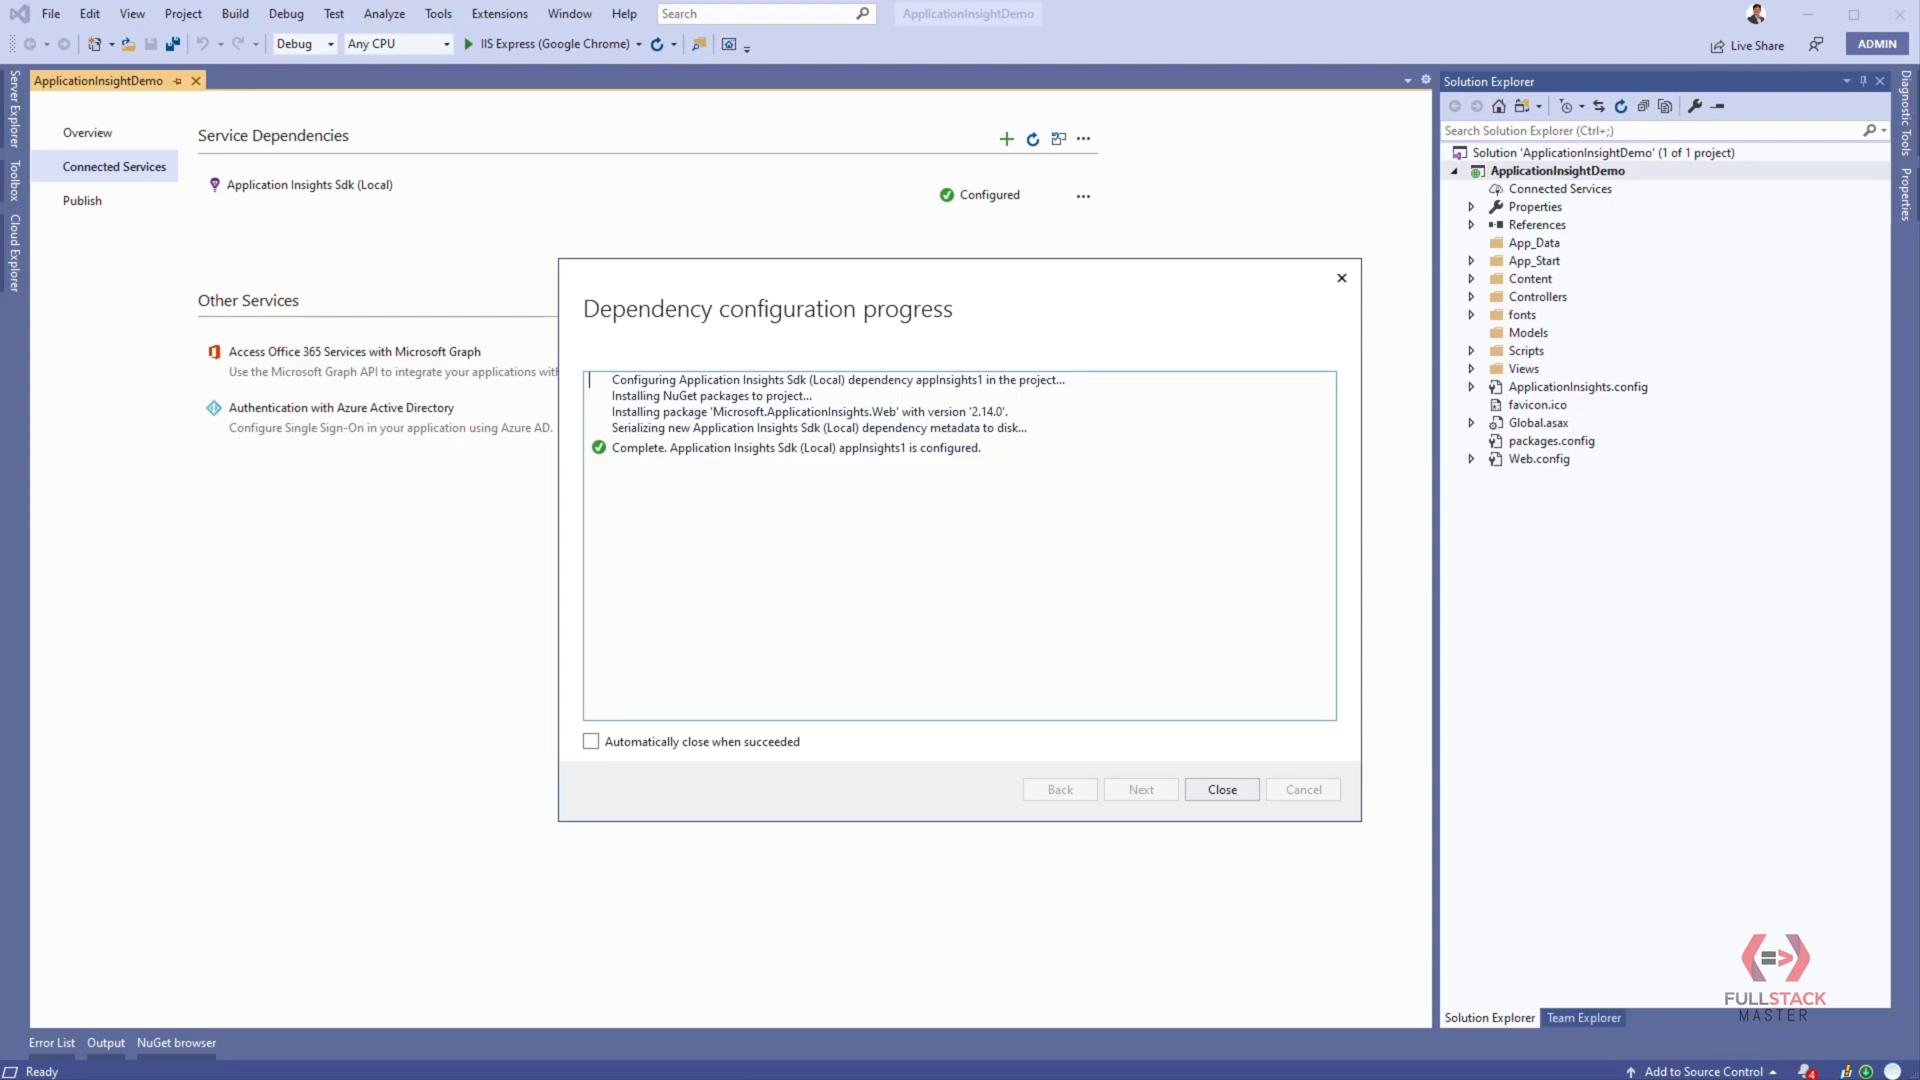 File Edit View Project Build Debug Test Analyze Tools Extensions Window Help Search ApplicationInsightDemo
Debug Any CPU IIS Express (Google Chrome) Live Share ADMIN
Server Explorer
Toolbox
Cloud Explorer
ApplicationInsightDemo
Overview
Connected Services
Publish
Service Dependencies
Application Insights Sdk (Local)
Configured
Other Services
Access Office 365 Services with Microsoft Graph
Use the Microsoft Graph API to integrate your applications with
Authentication with Azure Active Directory
Configure Single Sign-On in your application using Azure AD.
Dependency configuration progress
Configuring Application Insights Sdk (Local) dependency appInsights1 in the project...
Installing NuGet packages to project...
Installing package 'Microsoft.ApplicationInsights.Web' with version '2.14.0'.
Serializing new Application Insights Sdk (Local) dependency metadata to disk...
Complete. Application Insights Sdk (Local) appInsights1 is configured.
Automatically close when succeeded
Back Next Close Cancel
Solution Explorer
Search Solution Explorer (Ctrl+;)
Solution 'ApplicationInsightDemo' (1 of 1 project)
ApplicationInsightDemo
Connected Services
Properties
References
App_Data
App_Start
Content
Controllers
fonts
Models
Scripts
Views
ApplicationInsights.config
favicon.ico
Global.asax
packages.config
Web.config
Diagnostic Tools
Properties
FULLSTACK
MASTER
Solution Explorer Team Explorer
Error List Output NuGet browser
Ready Add to Source Control 4